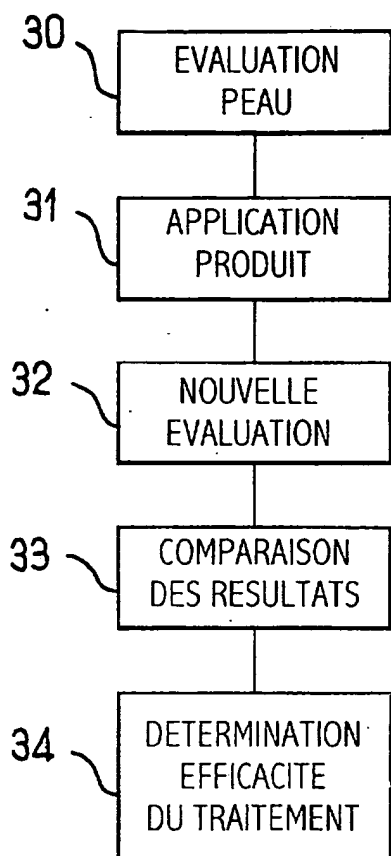 30
EVALUATION
PEAU
31
APPLICATION
PRODUIT
32
NOUVELLE
EVALUATION
33
COMPARAISON
DES RESULTATS
34
DETERMINATION
EFFICACITE
DU TRAITEMENT